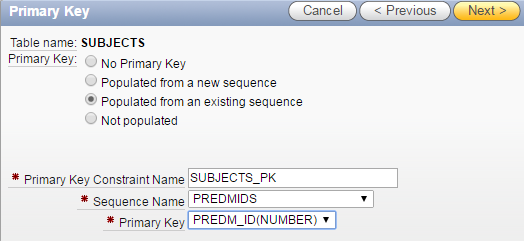 Primary Key Cancel < Previous Next >
Table name: SUBJECTS
Primary Key: No Primary Key
Populated from a new sequence
Populated from an existing sequence
Not populated
* Primary Key Constraint Name SUBJECTS_PK
* Sequence Name PREDMIDS
* Primary Key PREDM_ID(NUMBER)